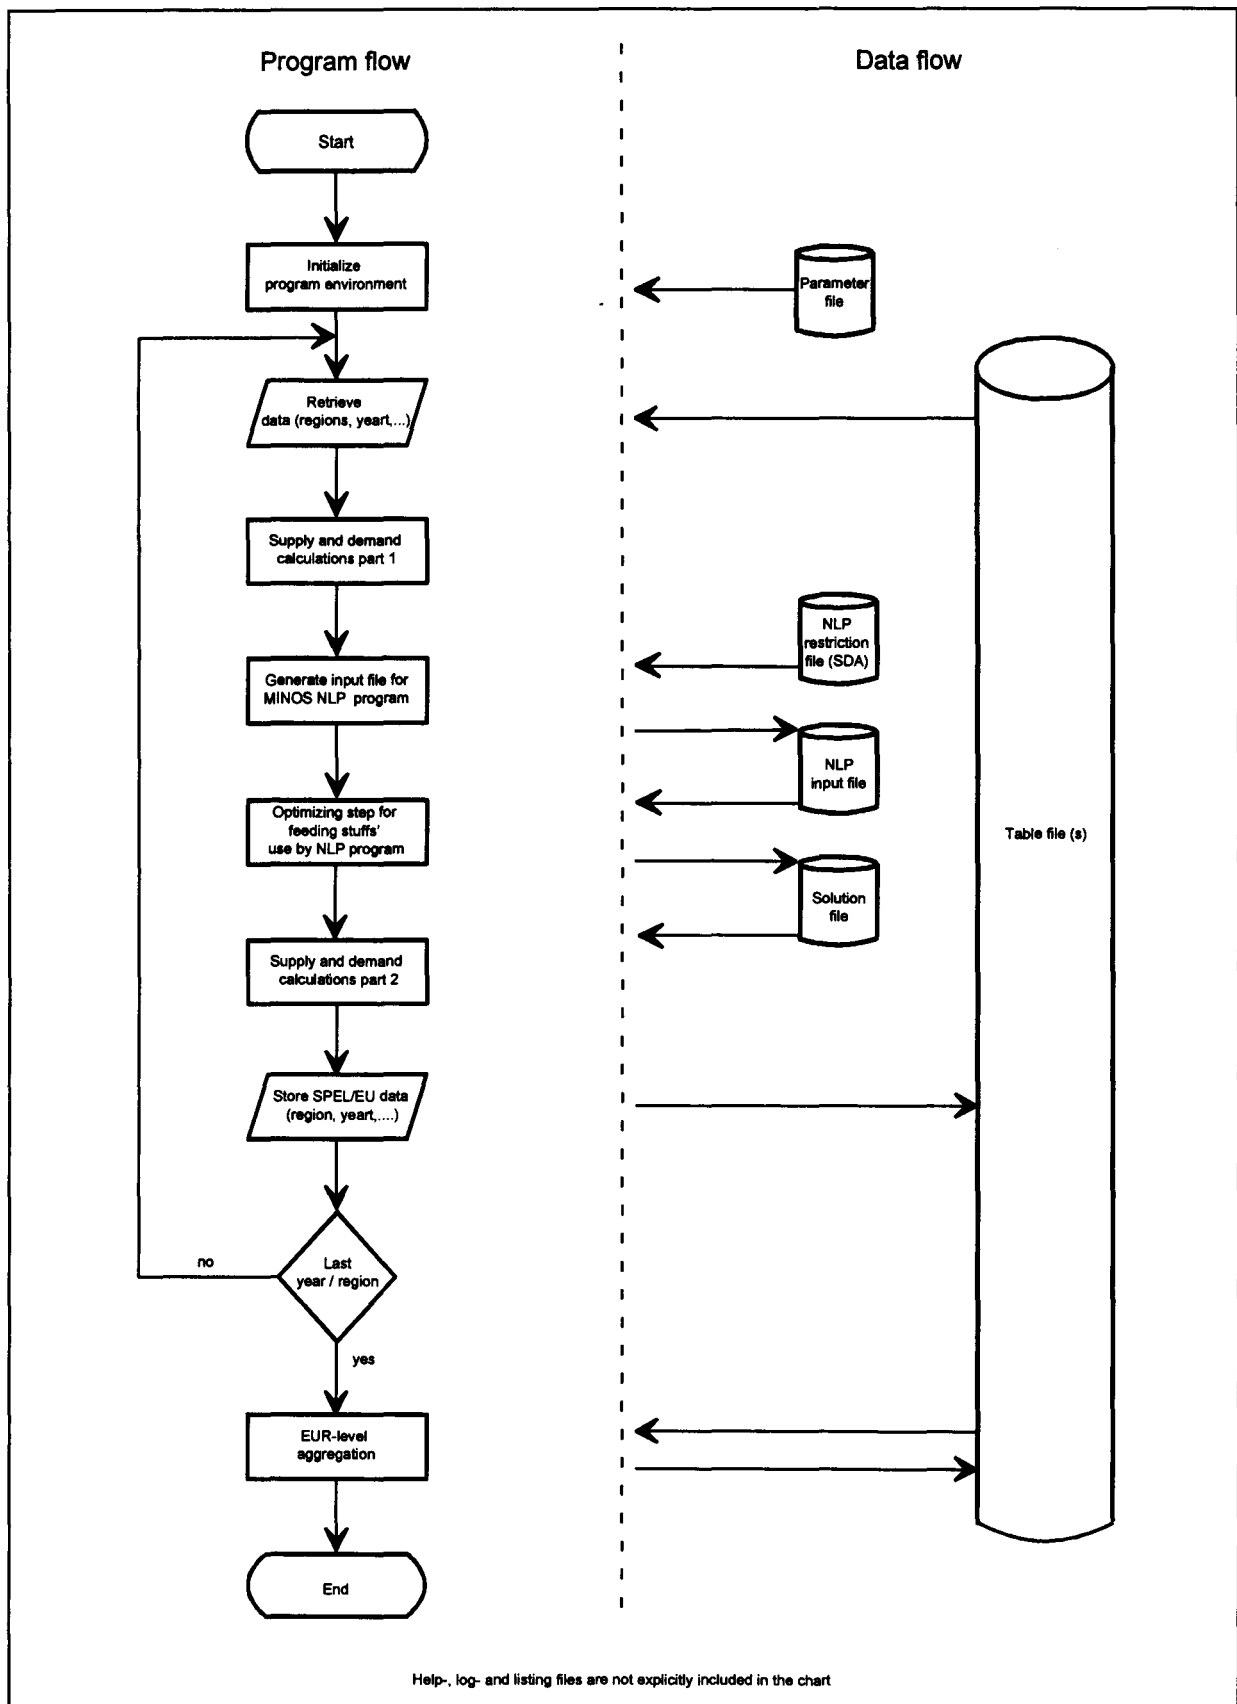 Program flow
Data flow
Start
Initialize
program environment
Parameter
file
Retrieve
data (regions, yeart,...)
Supply and demand
calculations part 1
NLP
restriction
file (SDA)
Generate input file for
MINOS NLP program
NLP
input file
Optimizing step for
feeding stuffs'
use by NLP program
Table file (s)
Solution
file
Supply and demand
calculations part 2
Store SPEL/EU data
(region, yeart,....)
no
Last
year / region
yes
EUR-level
aggregation
End
Help-, log- and listing files are not explicitly included in the chart